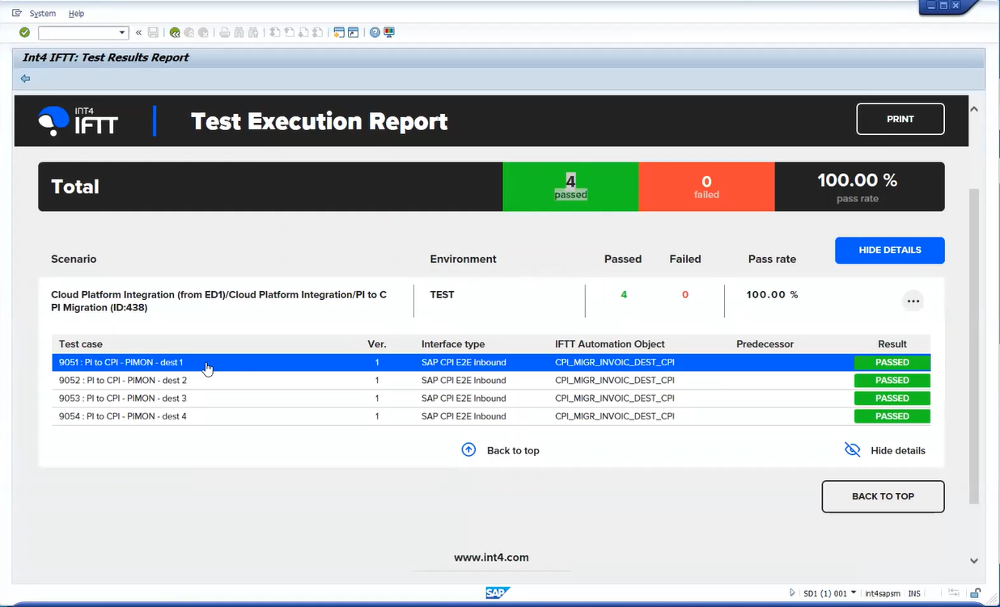 System Help
Int4 IFTT: Test Results Report
INT4
IFTT
Test Execution Report
PRINT
Total
4
passed
0
failed
100.00 %
pass rate
HIDE DETAILS
Scenario Environment Passed Failed Pass rate
Cloud Platform Integration (from ED1)/Cloud Platform Integration/PI to C TEST 4 0 100.00 %
PI Migration (ID:438)
Test case Ver. Interface type IFTT Automation Object Predecessor Result
9051 : PI to CPI - PIMON - dest 1 1 SAP CPI E2E Inbound CPI_MIGR_INVOIC_DEST_CPI PASSED
9052 : PI to CPI - PIMON - dest 2 1 SAP CPI E2E Inbound CPI_MIGR_INVOIC_DEST_CPI PASSED
9053 : PI to CPI - PIMON - dest 3 1 SAP CPI E2E Inbound CPI_MIGR_INVOIC_DEST_CPI PASSED
9054 : PI to CPI - PIMON - dest 4 1 SAP CPI E2E Inbound CPI_MIGR_INVOIC_DEST_CPI PASSED
Back to top Hide details
BACK TO TOP
www.int4.com
SAP SD1 (1) 001 int4sapsm INS